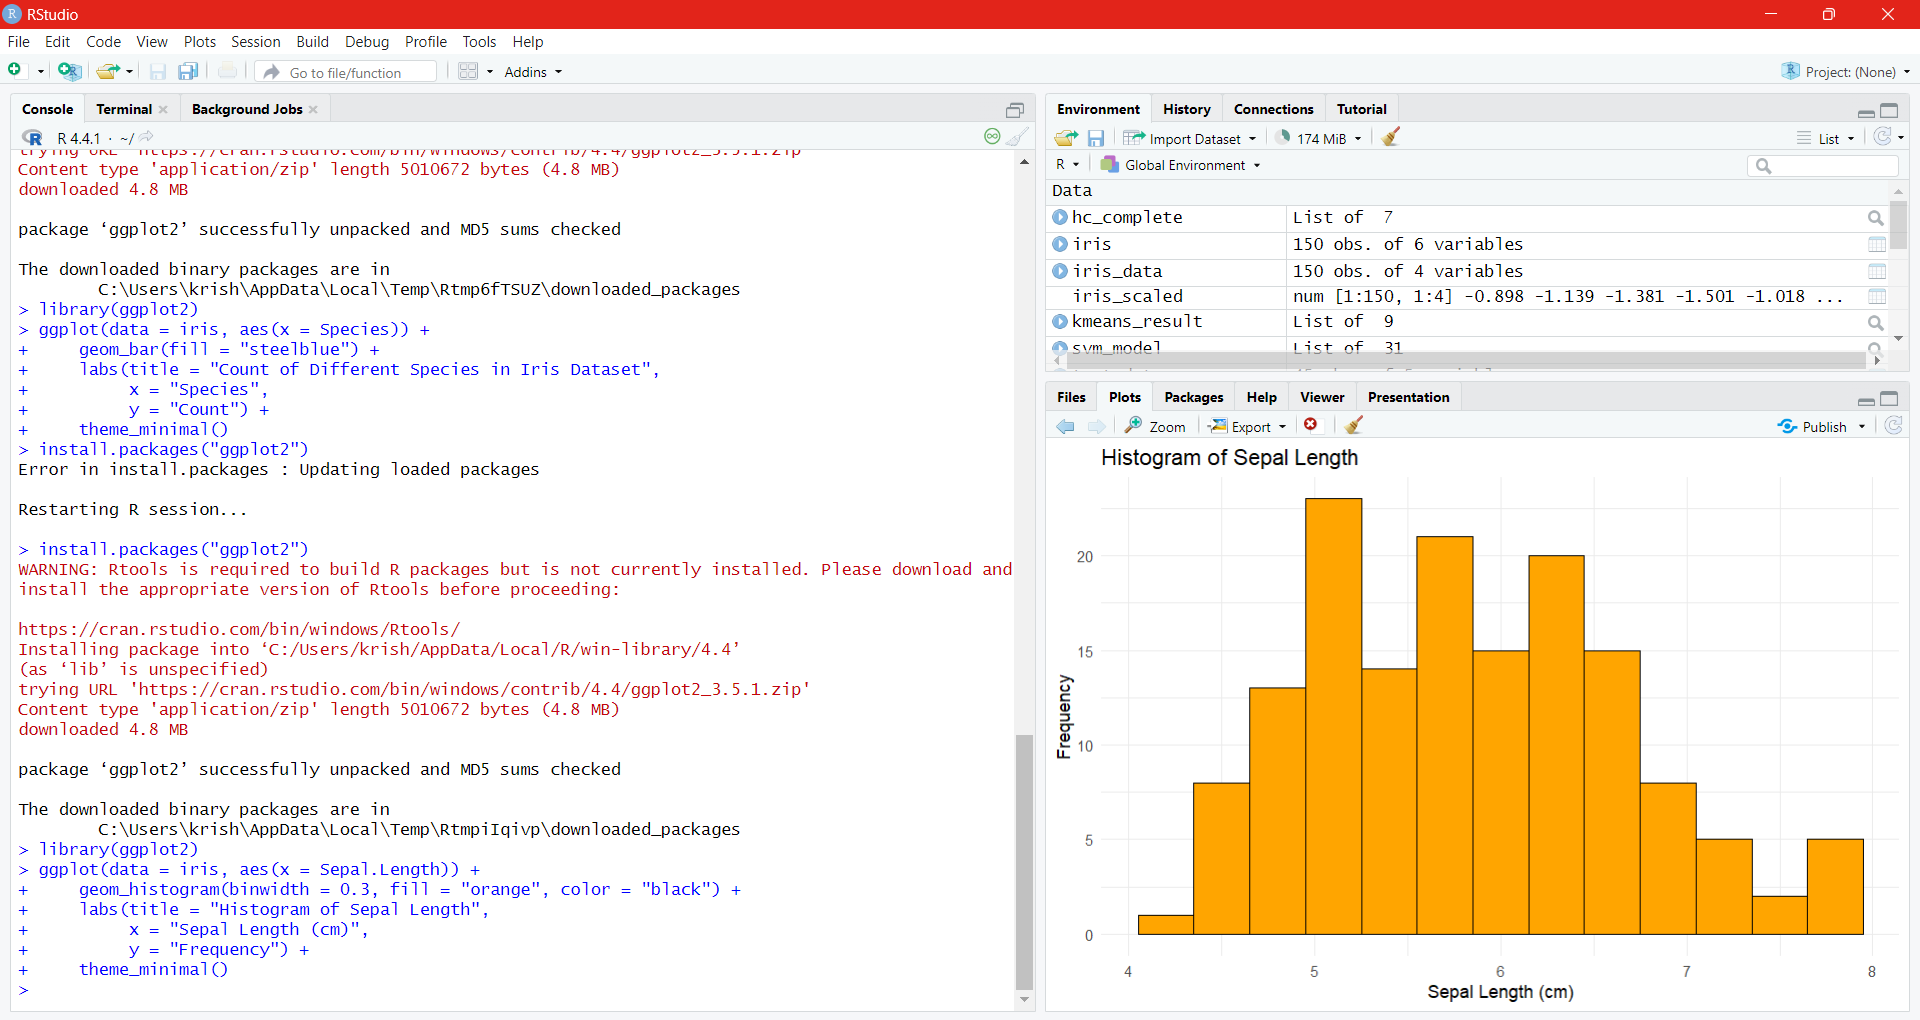 RStudio
File Edit Code View Plots Session Build Debug Profile Tools Help
Go to file/function Addins Project: (None)
Console Terminal Background Jobs
R 4.4.1 · ~/
trying URL 'https://cran.rstudio.com/bin/windows/contrib/4.4/ggplot2_3.5.1.zip'
Content type 'application/zip' length 5010672 bytes (4.8 MB)
downloaded 4.8 MB
package ‘ggplot2’ successfully unpacked and MD5 sums checked
The downloaded binary packages are in
C:\Users\krish\AppData\Local\Temp\Rtmp6fTSUZ\downloaded_packages
> library(ggplot2)
> ggplot(data = iris, aes(x = Species)) +
+ geom_bar(fill = "steelblue") +
+ labs(title = "Count of Different Species in Iris Dataset",
+ x = "Species",
+ y = "Count") +
+ theme_minimal()
> install.packages("ggplot2")
Error in install.packages : Updating loaded packages
Restarting R session...
> install.packages("ggplot2")
WARNING: Rtools is required to build R packages but is not currently installed. Please download and
install the appropriate version of Rtools before proceeding:
https://cran.rstudio.com/bin/windows/Rtools/
Installing package into ‘C:/Users/krish/AppData/Local/R/win-library/4.4’
(as ‘lib’ is unspecified)
trying URL 'https://cran.rstudio.com/bin/windows/contrib/4.4/ggplot2_3.5.1.zip'
Content type 'application/zip' length 5010672 bytes (4.8 MB)
downloaded 4.8 MB
package ‘ggplot2’ successfully unpacked and MD5 sums checked
The downloaded binary packages are in
C:\Users\krish\AppData\Local\Temp\RtmpiIqivp\downloaded_packages
> library(ggplot2)
> ggplot(data = iris, aes(x = Sepal.Length)) +
+ geom_histogram(binwidth = 0.3, fill = "orange", color = "black") +
+ labs(title = "Histogram of Sepal Length",
+ x = "Sepal Length (cm)",
+ y = "Frequency") +
+ theme_minimal()
>
Environment History Connections Tutorial
Import Dataset 174 MiB List
R Global Environment
Data
hc_complete List of 7
iris 150 obs. of 6 variables
iris_data 150 obs. of 4 variables
iris_scaled num [1:150, 1:4] -0.898 -1.139 -1.381 -1.501 -1.018 ...
kmeans_result List of 9
svm_model List of 31
Files Plots Packages Help Viewer Presentation
Zoom Export Publish
Histogram of Sepal Length
20
15
10
5
0
Frequency
4 5 6 7 8
Sepal Length (cm)